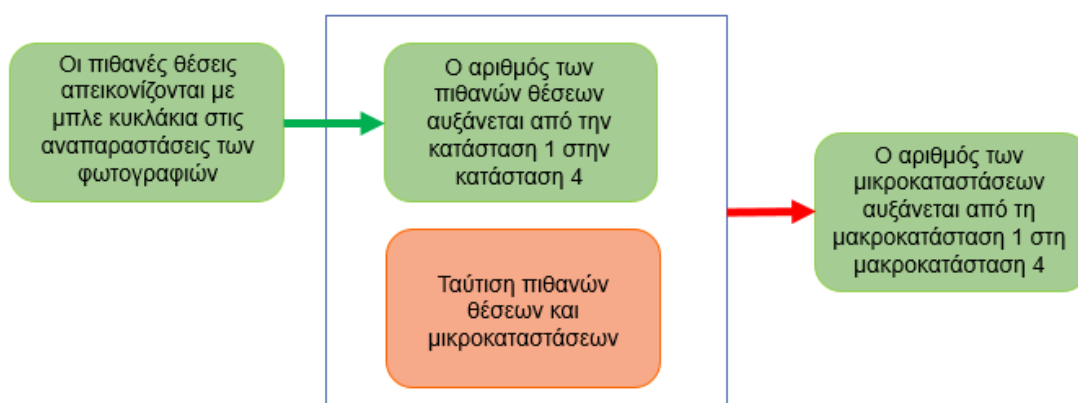 Οι πιθανές θέσεις
απεικονίζονται με
μπλε κυκλάκια στις
αναπαραστάσεις των
φωτογραφιών
Ο αριθμός των
πιθανών θέσεων
αυξάνεται από την
κατάσταση 1 στην
κατάσταση 4
Ταύτιση πιθανών
θέσεων και
μικροκαταστάσεων
Ο αριθμός των
μικροκαταστάσεων
αυξάνεται από τη
μακροκατάσταση 1 στη
μακροκατάσταση 4